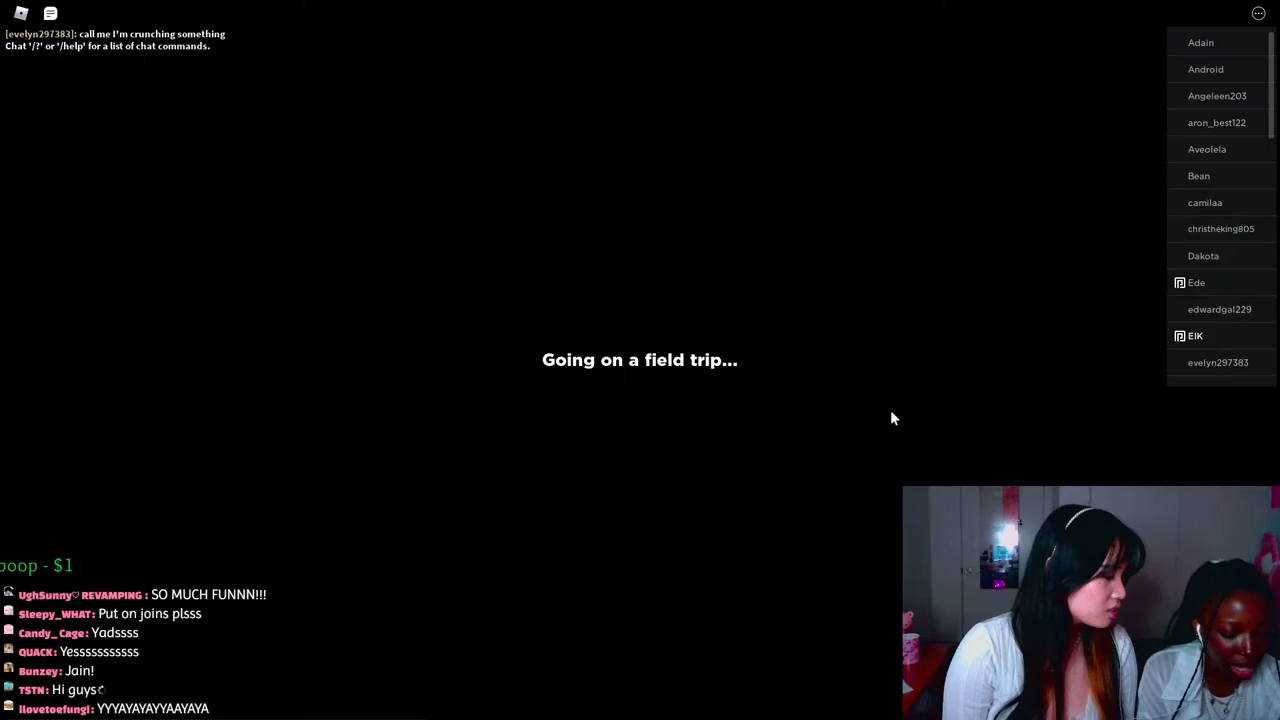 [evelyn297383]: call me I'm crunching something
Chat '/?' or '/help' for a list of chat commands.
Adain
Android
Angeleen203
aron_best122
Aveolela
Bean
camilaa
christheking805
Dakota
Ede
edwardgal229
EIK
evelyn297383
Going on a field trip...
poop - $1
UghSunny♡ REVAMPING : SO MUCH FUNNN!!!
Sleepy_WHAT: Put on joins plsss
Candy_Cage: Yadssss
QUACK: Yesssssssssss
Bunzey: Jain!
TSTN: Hi guys
Ilovetoefungi: YYYAYAYAYYAAYAYA